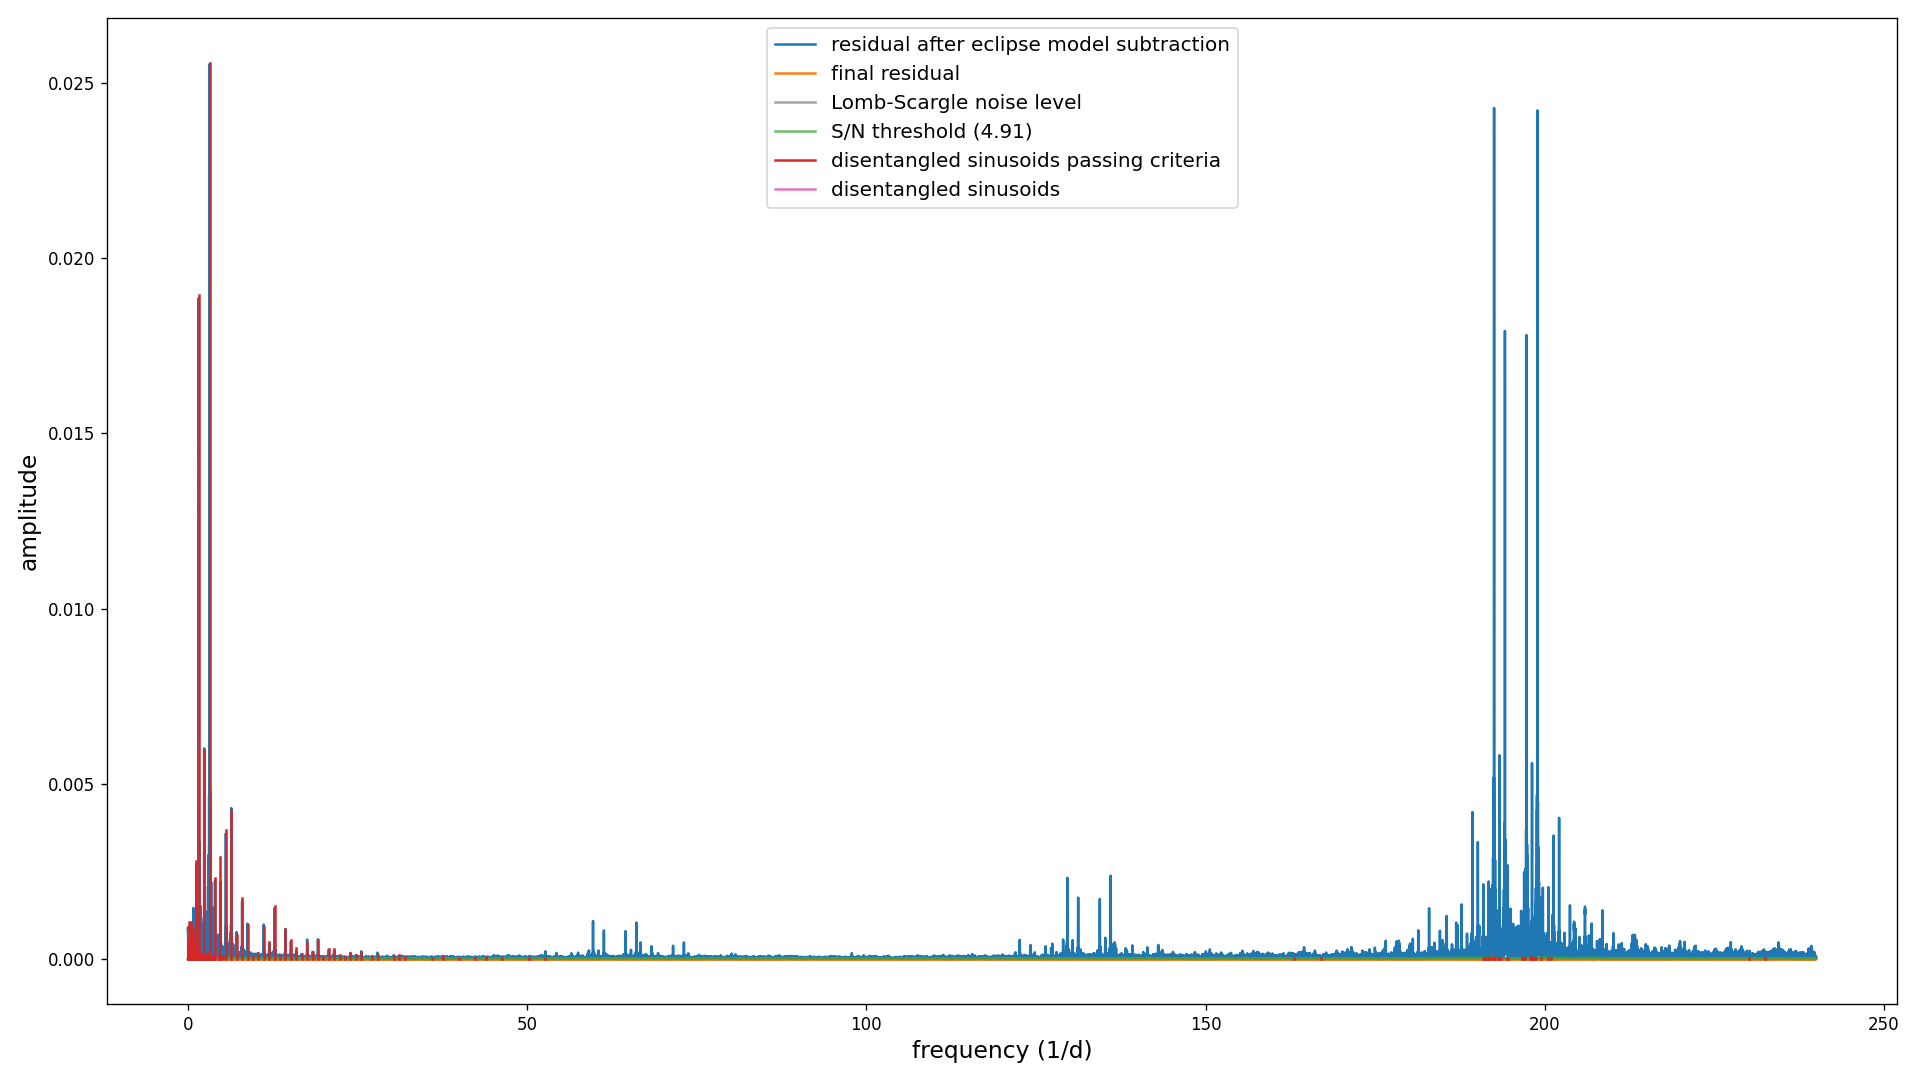 residual after eclipse model subtraction
final residual
Lomb-Scargle noise level
S/N threshold (4.91)
disentangled sinusoids passing criteria
disentangled sinusoids
0.025
0.020
0.015
0.010
0.005
0.000
amplitude
0 50 100 150 200 250
frequency (1/d)